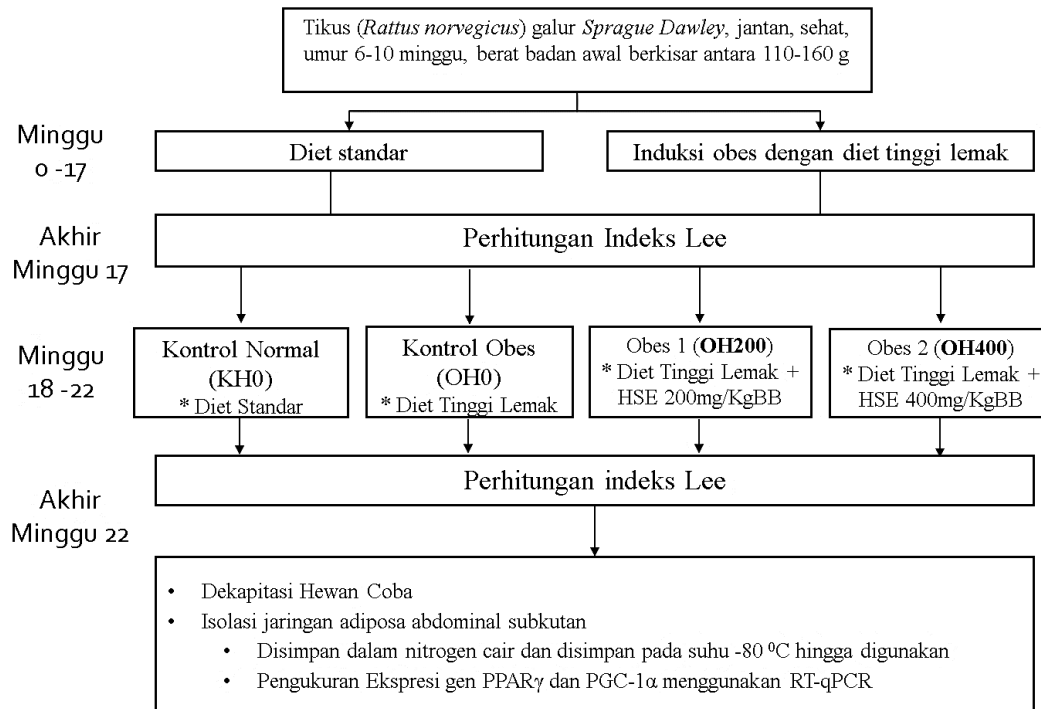 Tikus (Rattus norvegicus) galur Sprague Dawley, jantan, sehat,
umur 6-10 minggu, berat badan awal berkisar antara 110-160 g
Minggu
0 -17
Diet standar
Induksi obes dengan diet tinggi lemak
Akhir
Minggu 17
Perhitungan Indeks Lee
Minggu
18 -22
Kontrol Normal
(KH0)
* Diet Standar
Kontrol Obes
(OH0)
* Diet Tinggi Lemak
Obes 1 (OH200)
* Diet Tinggi Lemak +
HSE 200mg/KgBB
Obes 2 (OH400)
* Diet Tinggi Lemak +
HSE 400mg/KgBB
Akhir
Minggu 22
Perhitungan indeks Lee
• Dekapitasi Hewan Coba
• Isolasi jaringan adiposa abdominal subkutan
• Disimpan dalam nitrogen cair dan disimpan pada suhu -80 ⁰C hingga digunakan
• Pengukuran Ekspresi gen PPARγ dan PGC-1α menggunakan RT-qPCR